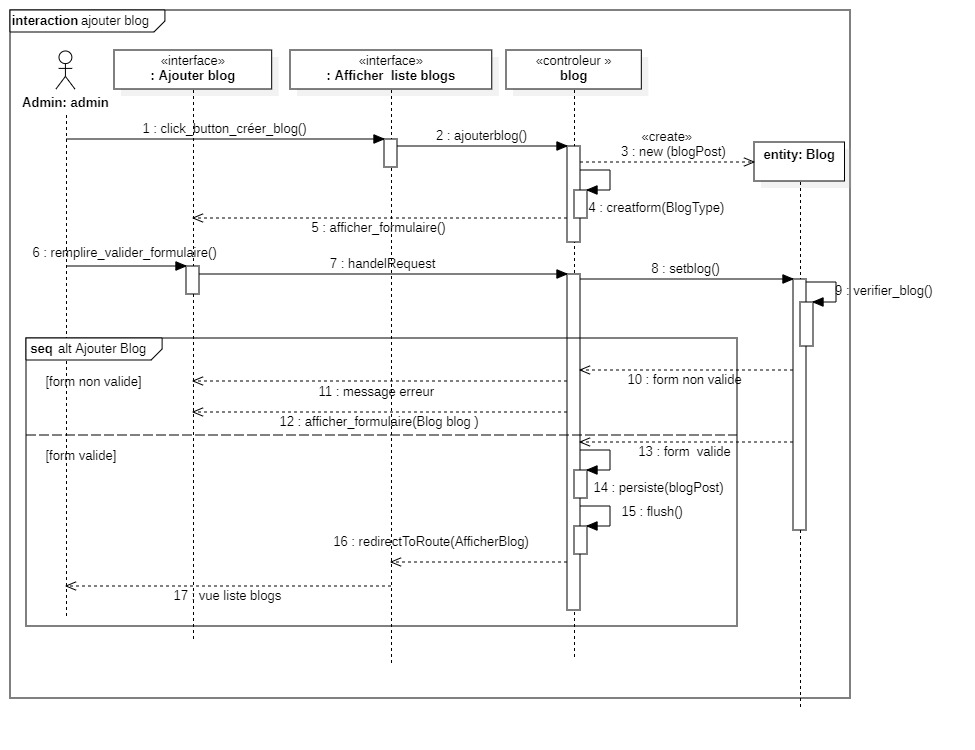 interaction ajouter blog
«interface»
: Ajouter blog
«interface»
: Afficher  liste blogs
«controleur »
blog
Admin: admin
1 : click_button_créer_blog()
2 : ajouterblog()
«create»
3 : new (blogPost)
entity: Blog
4 : creatform(BlogType)
5 : afficher_formulaire()
6 : remplire_valider_formulaire()
7 : handelRequest
8 : setblog()
9 : verifier_blog()
seq alt Ajouter Blog
[form non valide]
10 : form non valide
11 : message erreur
12 : afficher_formulaire(Blog blog )
[form valide]
13 : form  valide
14 : persiste(blogPost)
15 : flush()
16 : redirectToRoute(AfficherBlog)
17 : vue liste blogs